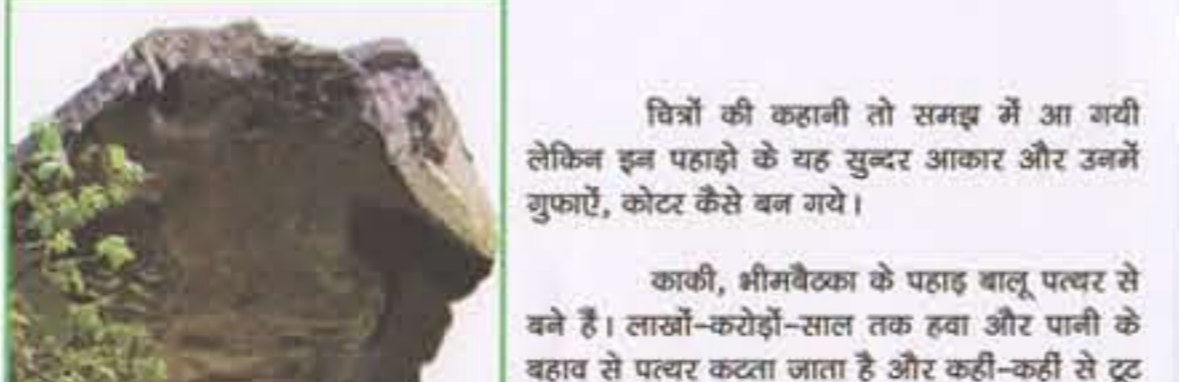 चित्रों की कहानी तो समझ में आ गयी
लेकिन इन पहाड़ो के यह सुन्दर आकार और उनमें
गुफाऐं, कोटर कैसे बन गये।
काकी, भीमबैठका के पहाड़ बालू पत्थर से
बने है। लाखों-करोड़ों-साल तक हवा और पानी के
बहाव से पत्थर कटता जाता है और कहीं-कहीं से टूट